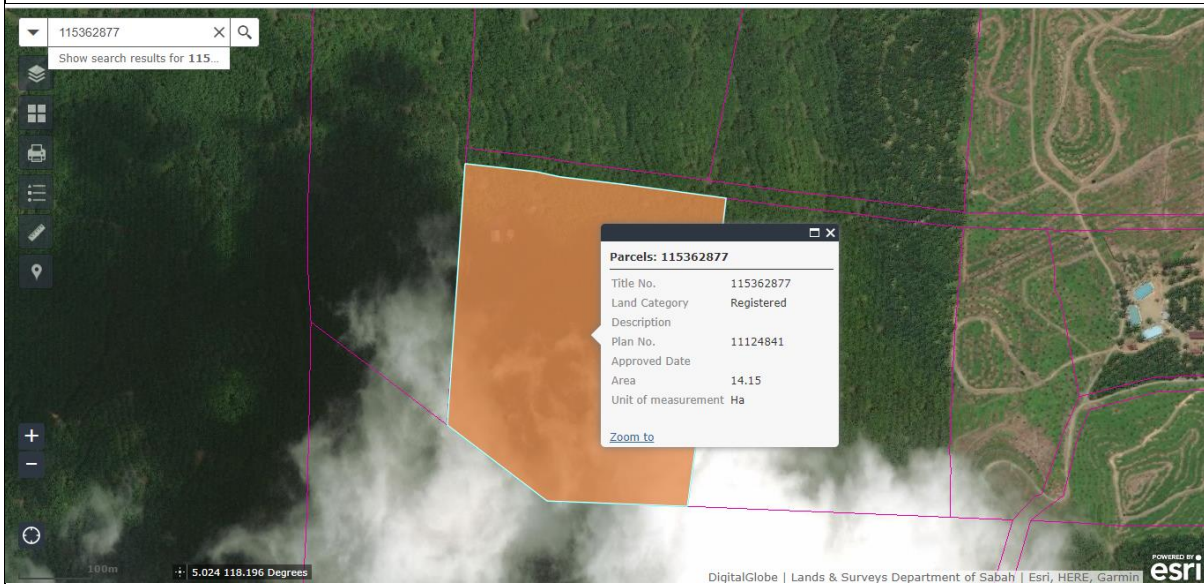 115362877
Show search results for 115...
Parcels: 115362877
Title No. 115362877
Land Category Registered
Description
Plan No. 11124841
Approved Date
Area 14.15
Unit of measurement Ha
Zoom to
+
−
100m
5.024 118.196 Degrees
DigitalGlobe | Lands & Surveys Department of Sabah | Esri, HERE, Garmin
POWERED BY
esri